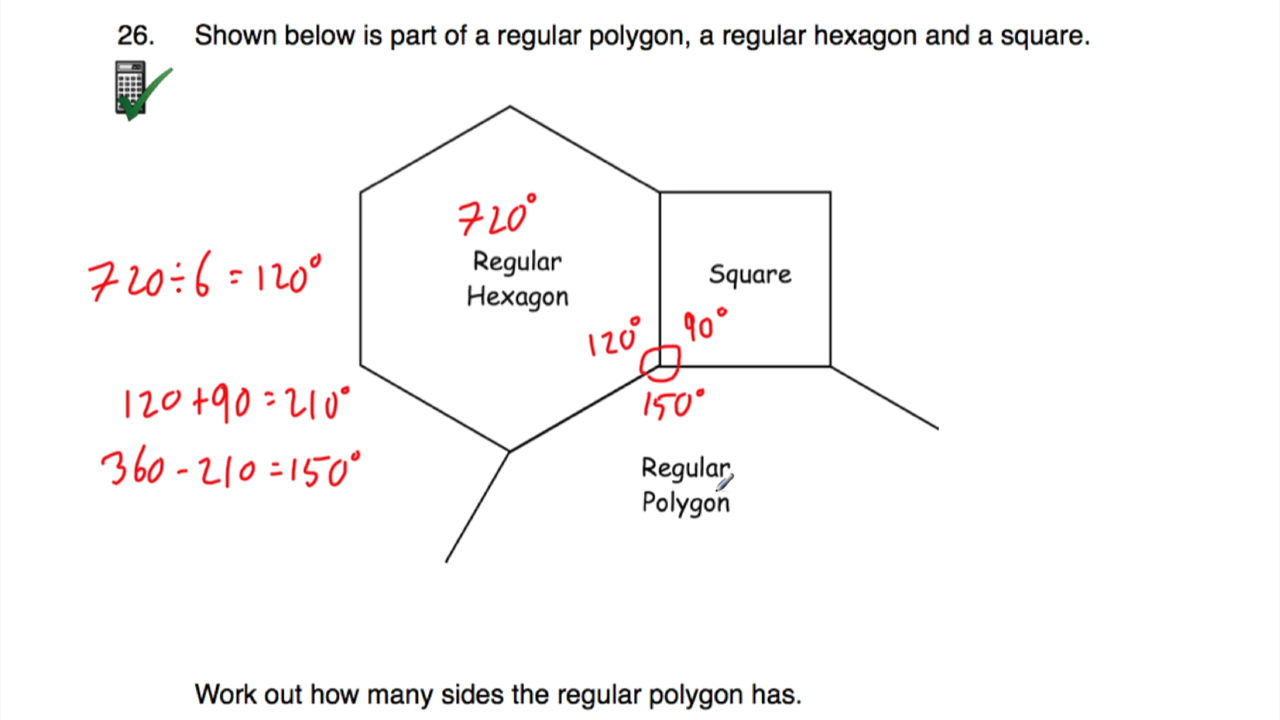 26. Shown below is part of a regular polygon, a regular hexagon and a square.
720°
Regular
Hexagon
Square
720÷6=120°
120° 90°
120+90=210°
150°
360-210=150°
Regular
Polygon
Work out how many sides the regular polygon has.